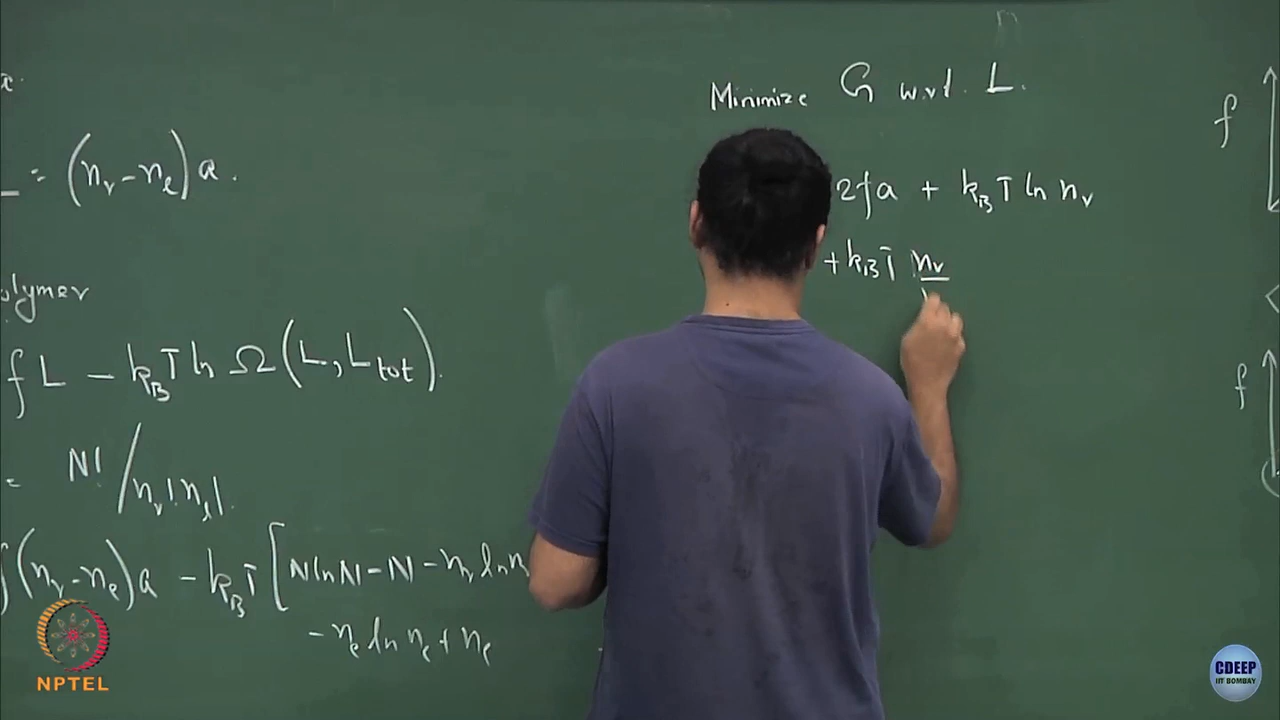 x.
= (n_r - n_l) a.
olymer
f L - k_B T ln Ω (L, L_tot).
= N! / n_r! n_l!
f (n_r - n_l) a - k_B T [ N ln N - N - n_r ln n
- n_l ln n_l + n_l
Minimize G w.r.t. L.
2fa + k_B T ln n_r
+ k_B T n_r
f
f
NPTEL
CDEEP
IIT BOMBAY